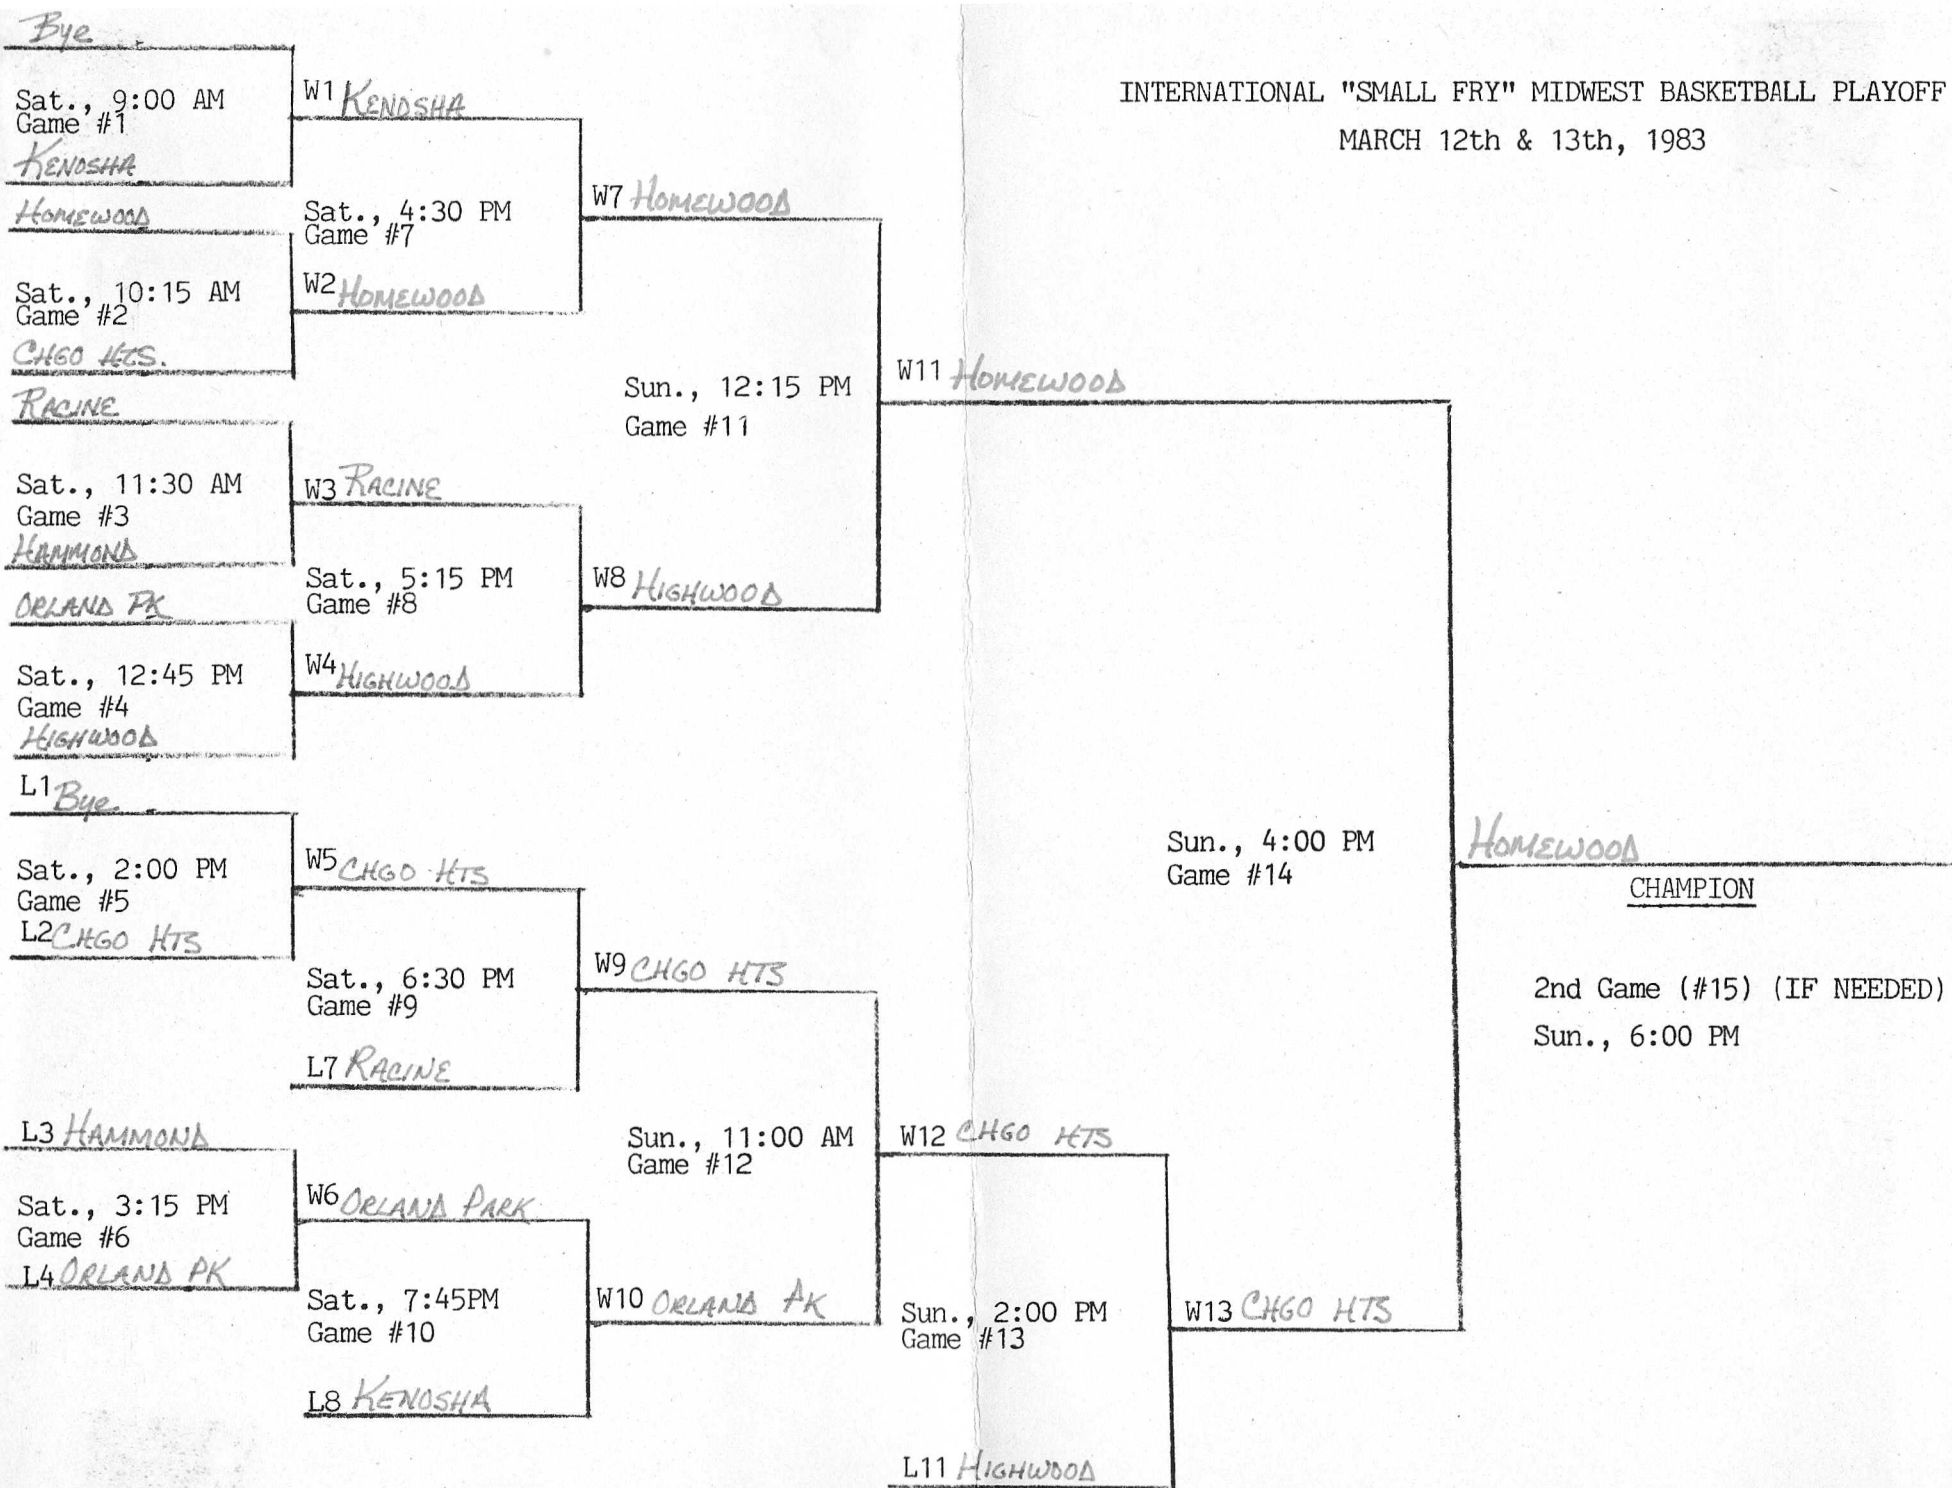 INTERNATIONAL "SMALL FRY" MIDWEST BASKETBALL PLAYOFF
MARCH 12th & 13th, 1983
Bye
Sat., 9:00 AM
Game #1
KENOSHA
HOMEWOOD
Sat., 10:15 AM
Game #2
CHGO HTS.
RACINE
Sat., 11:30 AM
Game #3
HAMMOND
ORLAND PK
Sat., 12:45 PM
Game #4
HIGHWOOD
L1 Bye
Sat., 2:00 PM
Game #5
L2 CHGO HTS
L3 HAMMOND
Sat., 3:15 PM
Game #6
L4 ORLAND PK
W1 KENOSHA
Sat., 4:30 PM
Game #7
W2 HOMEWOOD
W3 RACINE
Sat., 5:15 PM
Game #8
W4 HIGHWOOD
W5 CHGO HTS
Sat., 6:30 PM
Game #9
L7 RACINE
W6 ORLAND PARK
Sat., 7:45PM
Game #10
L8 KENOSHA
W7 HOMEWOOD
Sun., 12:15 PM
Game #11
W8 HIGHWOOD
W9 CHGO HTS
Sun., 11:00 AM
Game #12
W10 ORLAND PK
W11 HOMEWOOD
W12 CHGO HTS
Sun., 2:00 PM
Game #13
L11 HIGHWOOD
Sun., 4:00 PM
Game #14
W13 CHGO HTS
HOMEWOOD
CHAMPION
2nd Game (#15) (IF NEEDED)
Sun., 6:00 PM